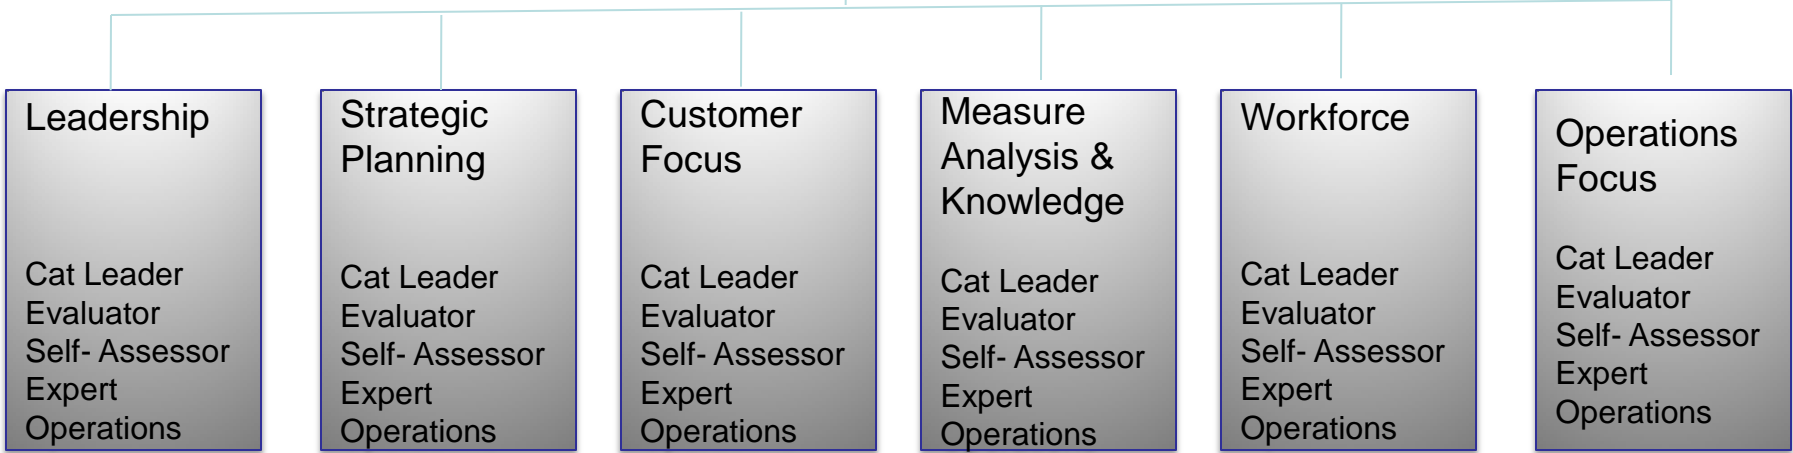 Leadership
Cat Leader
Evaluator
Self- Assessor
Expert
Operations
Strategic
Planning
Cat Leader
Evaluator
Self- Assessor
Expert
Operations
Customer
Focus
Cat Leader
Evaluator
Self- Assessor
Expert
Operations
Measure
Analysis &
Knowledge
Cat Leader
Evaluator
Self- Assessor
Expert
Operations
Workforce
Cat Leader
Evaluator
Self- Assessor
Expert
Operations
Operations
Focus
Cat Leader
Evaluator
Self- Assessor
Expert
Operations